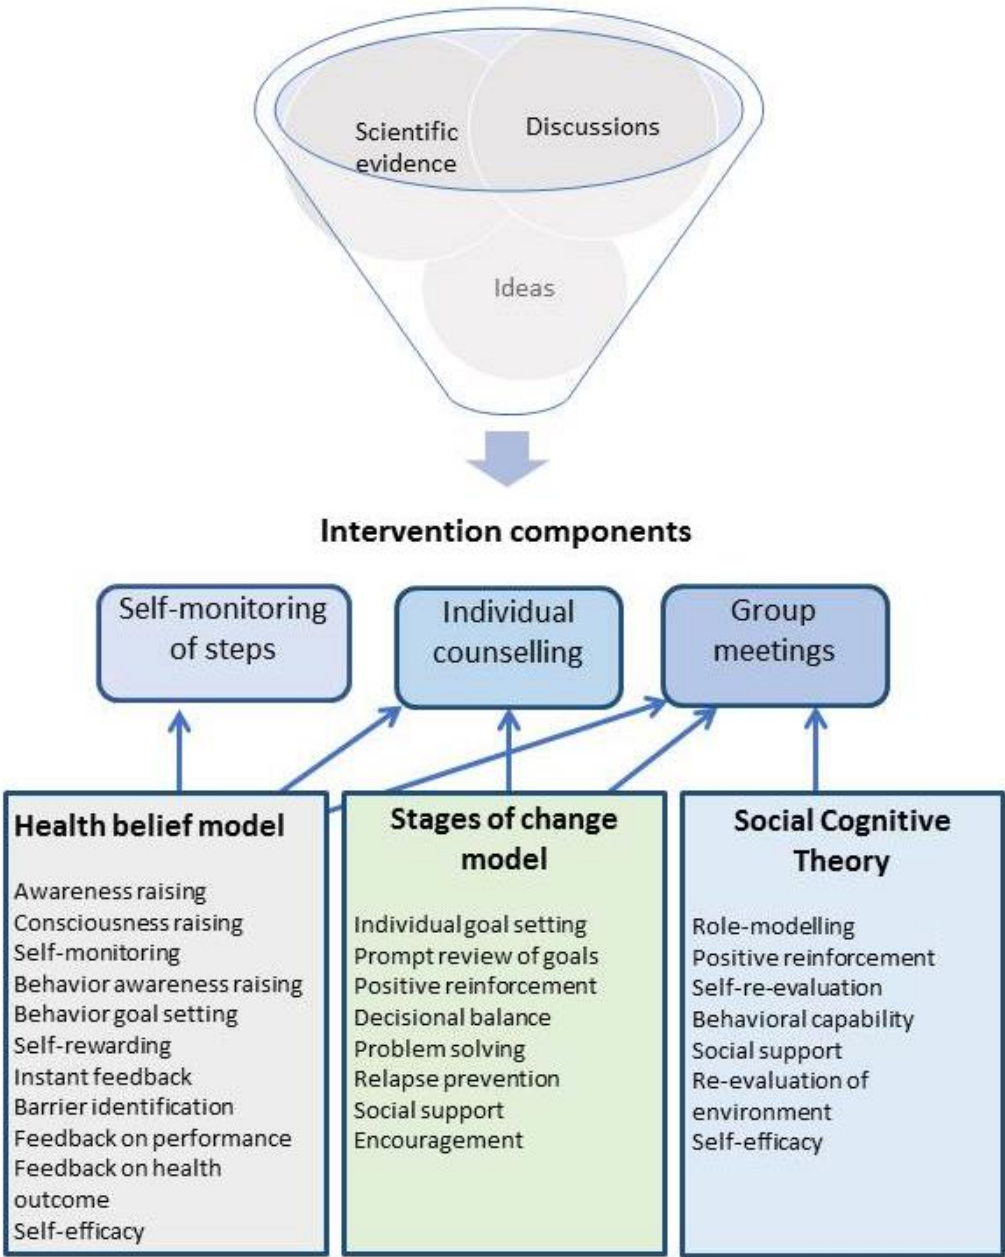 Scientific
evidence
Discussions
Ideas
Intervention components
Self-monitoring
of steps
Individual
counselling
Group
meetings
Health belief model
Awareness raising
Consciousness raising
Self-monitoring
Behavior awareness raising
Behavior goal setting
Self-rewarding
Instant feedback
Barrier identification
Feedback on performance
Feedback on health
outcome
Self-efficacy
Stages of change
model
Individual goal setting
Prompt review of goals
Positive reinforcement
Decisional balance
Problem solving
Relapse prevention
Social support
Encouragement
Social Cognitive
Theory
Role-modelling
Positive reinforcement
Self-re-evaluation
Behavioral capability
Social support
Re-evaluation of
environment
Self-efficacy